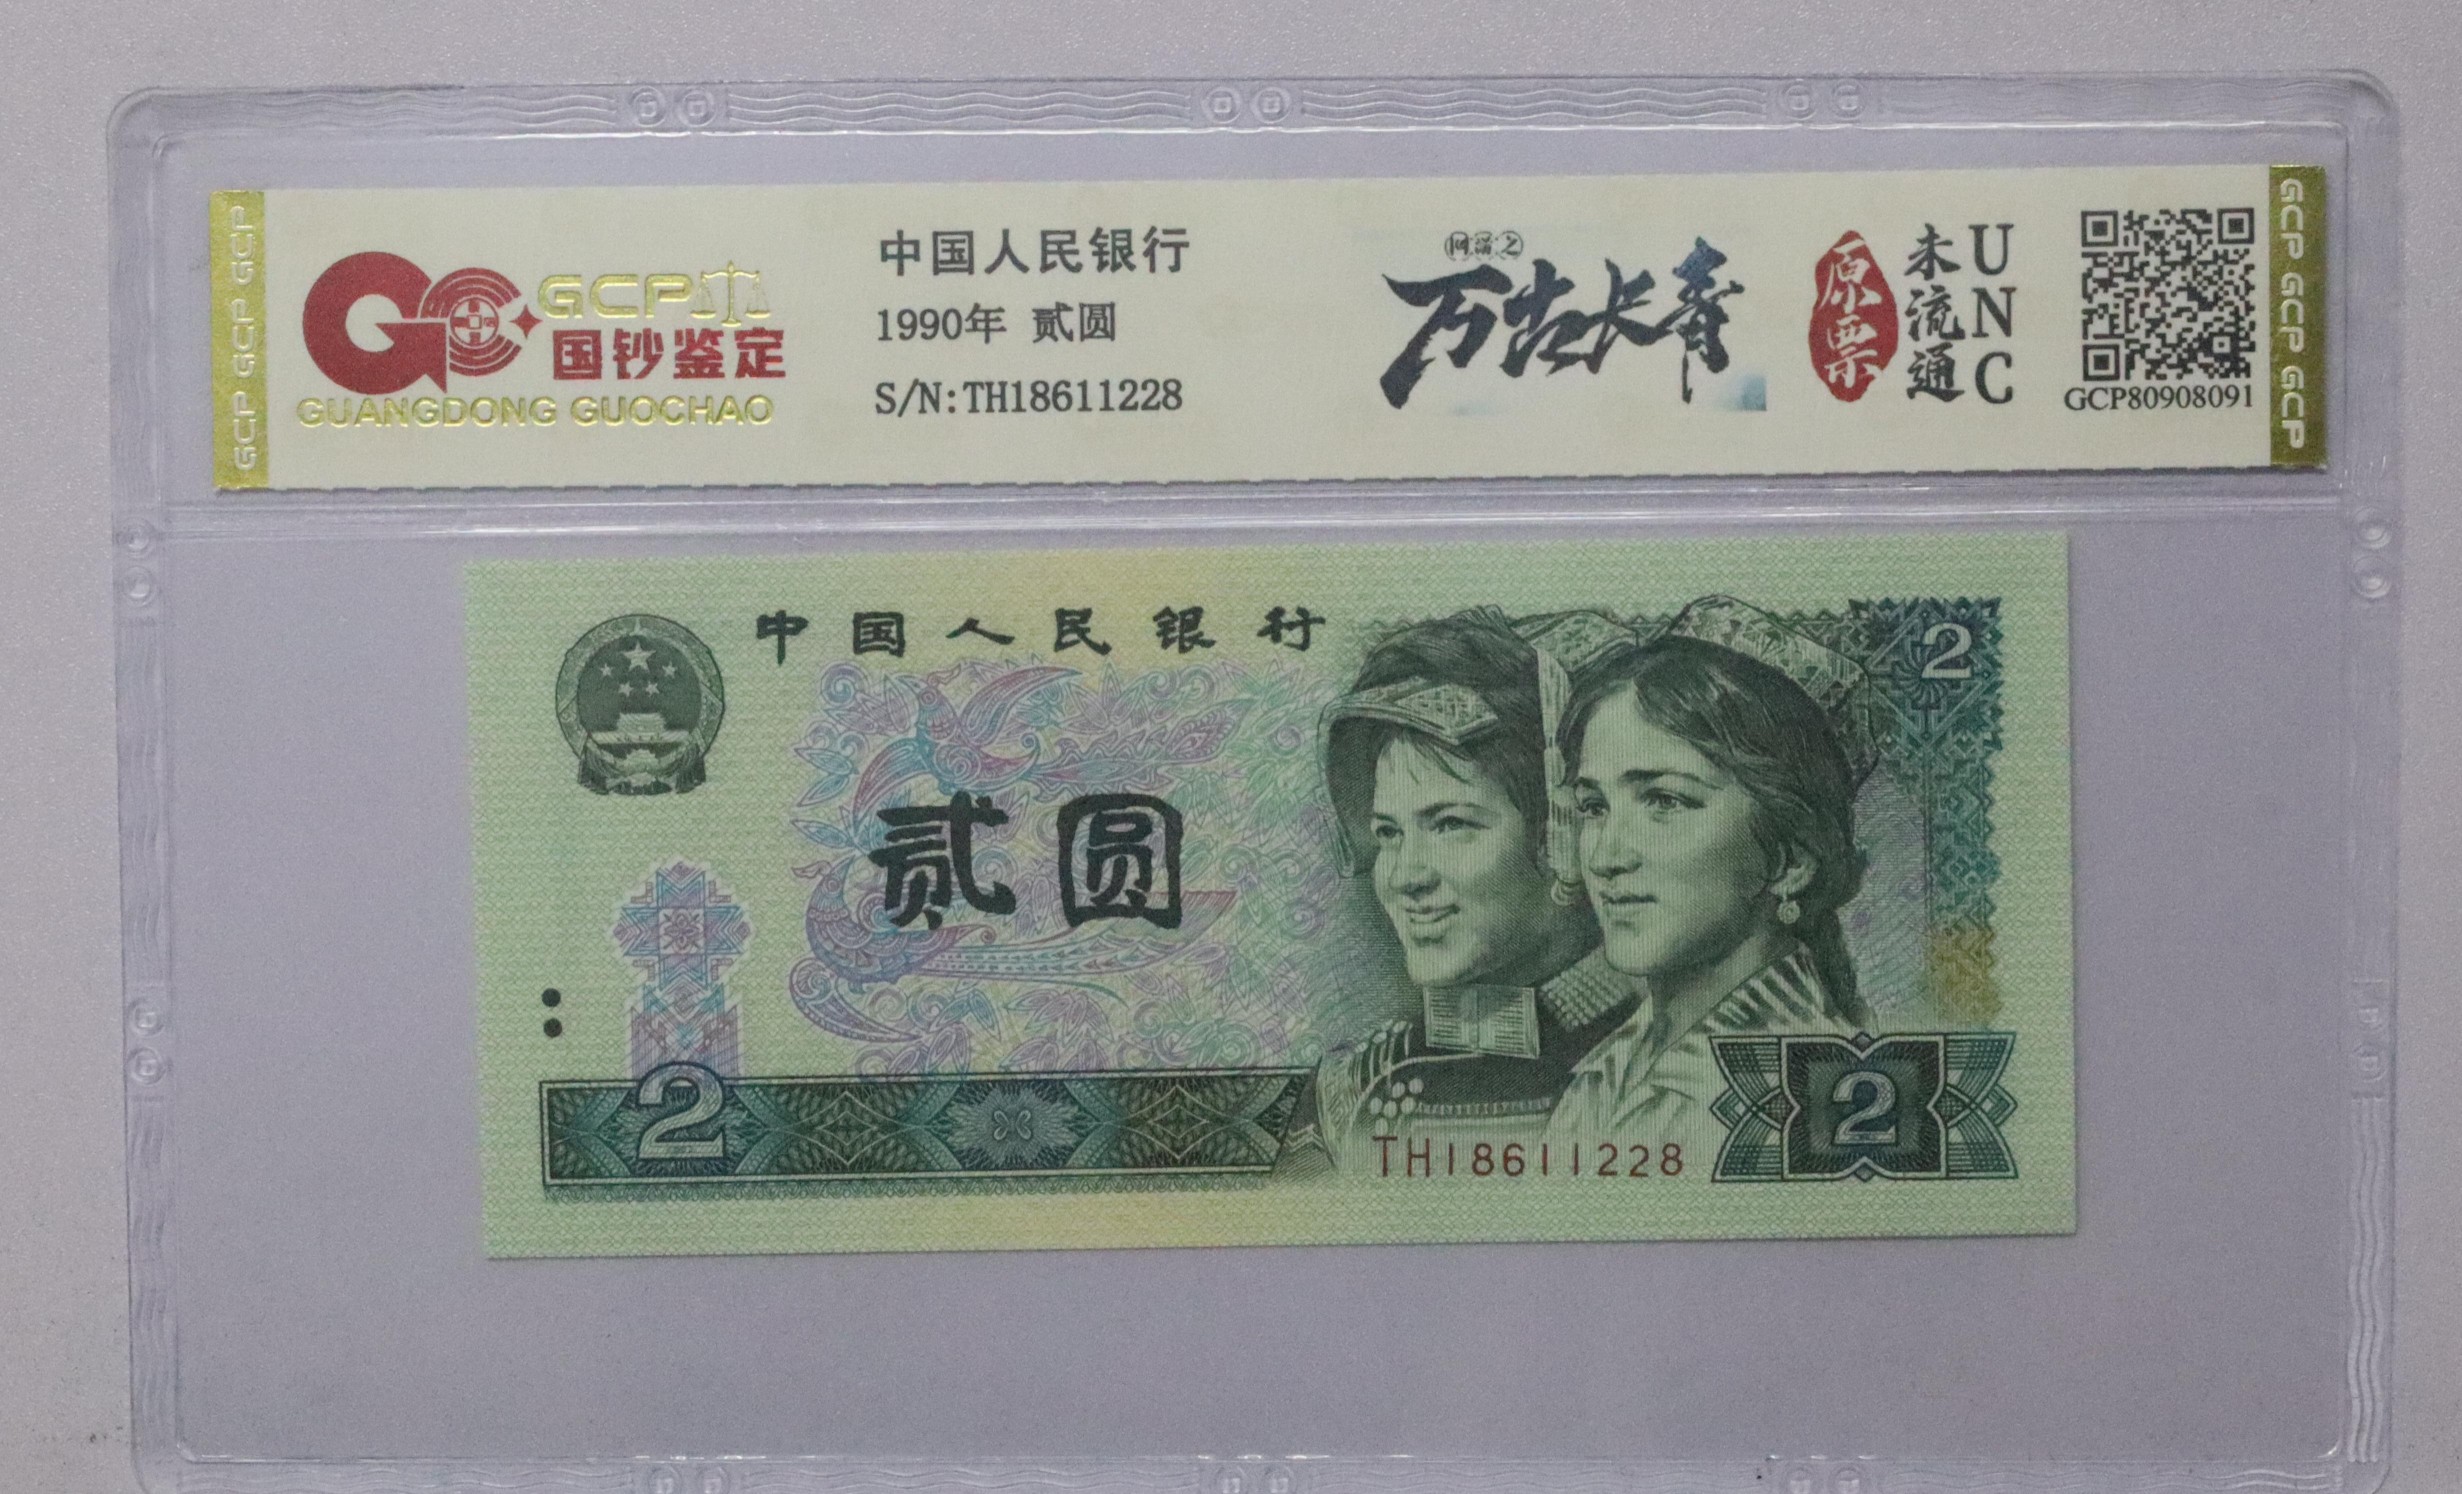 GCP
国钞鉴定
GUANGDONG GUOCHAO
中国人民银行
1990年 贰圆
S/N:TH18611228
万古长青
原票
未流通
UNC
GCP80908091
GCP GCP GCP GCP
GCP GCP GCP GCP
中国人民银行
2
贰圆
2
TH18611228
2